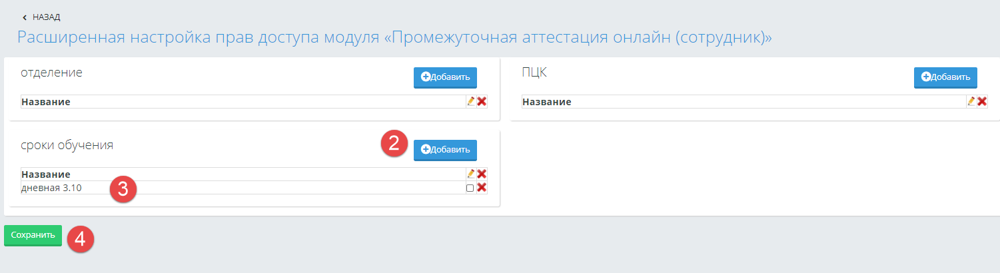 НАЗАД
Расширенная настройка прав доступа модуля «Промежуточная аттестация онлайн (сотрудник)»
отделение
Добавить
Название
ПЦК
Добавить
Название
сроки обучения
2
Добавить
Название
дневная 3.10
3
Сохранить
4